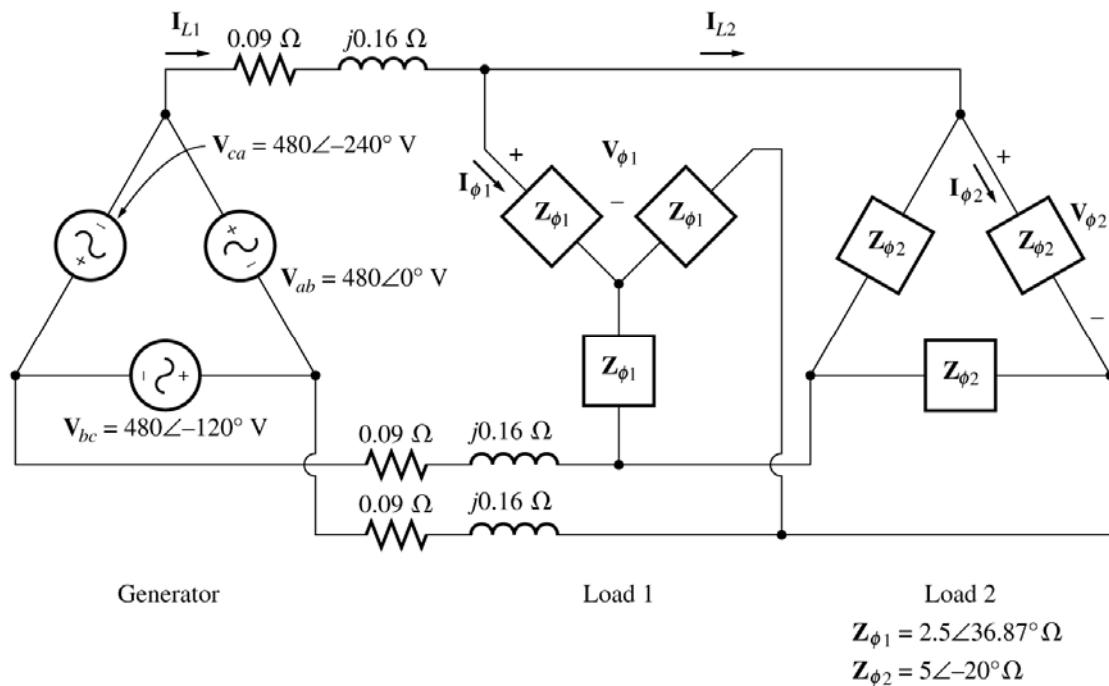 I_L1
0.09 Ω
j0.16 Ω
I_L2
V_ca = 480∠–240° V
+
V_ϕ1
I_ϕ1
–
Z_ϕ1
Z_ϕ1
+
I_ϕ2
V_ϕ2
Z_ϕ2
Z_ϕ2
–
–
+
+
–
V_ab = 480∠0° V
Z_ϕ1
Z_ϕ2
–
+
V_bc = 480∠–120° V
0.09 Ω
j0.16 Ω
0.09 Ω
j0.16 Ω
Generator
Load 1
Load 2
Z_ϕ1 = 2.5∠36.87° Ω
Z_ϕ2 = 5∠–20° Ω